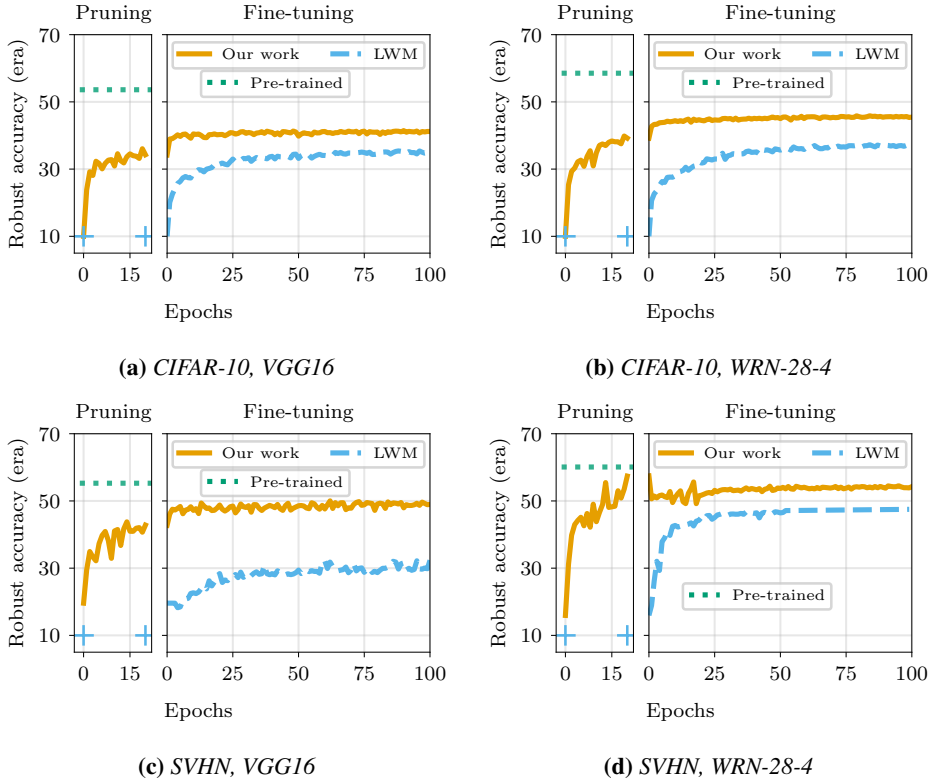 Pruning Fine-tuning Pruning Fine-tuning
Robust accuracy (era) 70 50 30 10 Our work LWM Robust accuracy (era) 70 50 30 10 Our work LWM
Pre-trained Pre-trained
0 15 0 25 50 75 100 0 15 0 25 50 75 100
Epochs Epochs
(a) CIFAR-10, VGG16 (b) CIFAR-10, WRN-28-4
Pruning Fine-tuning Pruning Fine-tuning
Robust accuracy (era) 70 50 30 10 Our work LWM Robust accuracy (era) 70 50 30 10 Our work LWM
Pre-trained Pre-trained
0 15 0 25 50 75 100 0 15 0 25 50 75 100
Epochs Epochs
(c) SVHN, VGG16 (d) SVHN, WRN-28-4